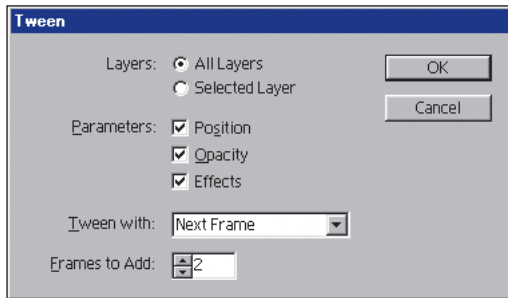 Tween
Layers: All Layers
Selected Layer
Parameters: Position
Opacity
Effects
Tween with: Next Frame
Frames to Add: 2
OK
Cancel